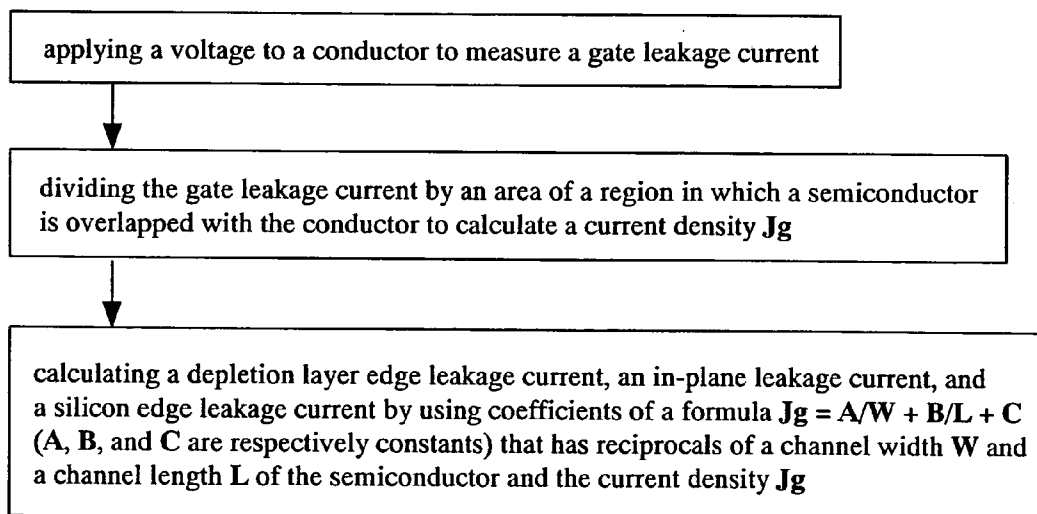 applying a voltage to a conductor to measure a gate leakage current
dividing the gate leakage current by an area of a region in which a semiconductor
is overlapped with the conductor to calculate a current density Jg
calculating a depletion layer edge leakage current, an in-plane leakage current, and
a silicon edge leakage current by using coefficients of a formula Jg = A/W + B/L + C
(A, B, and C are respectively constants) that has reciprocals of a channel width W and
a channel length L of the semiconductor and the current density Jg